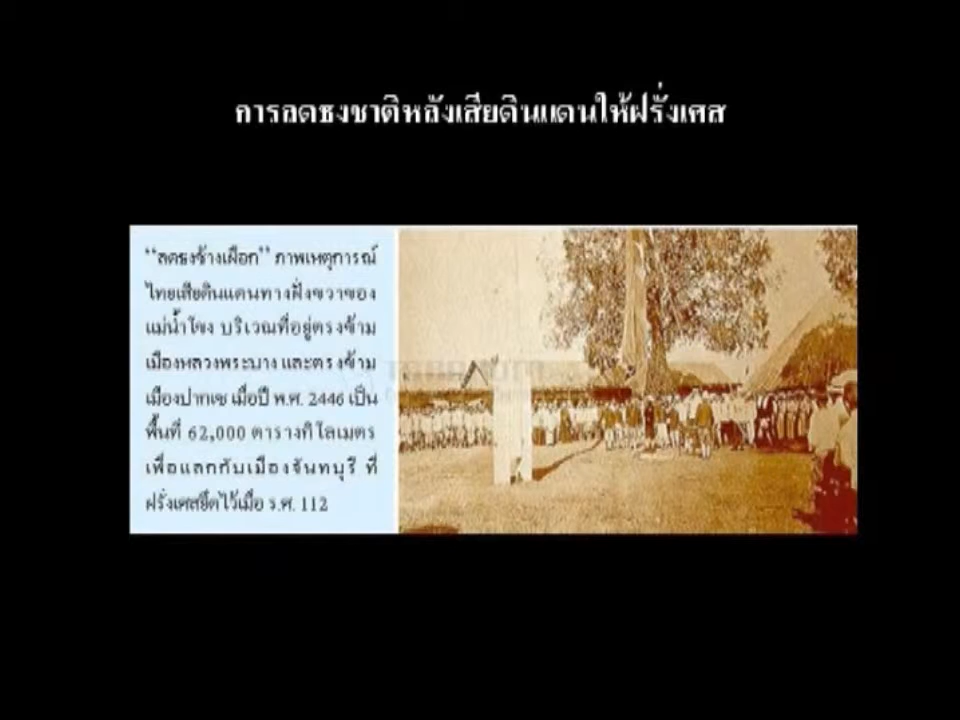 การลดธงชาติหลังเสียดินแดนให้ฝรั่งเศส
“ลดธงช้างเผือก” ภาพเหตุการณ์
ไทยเสียดินแดนทางฝั่งขวาของ
แม่น้ำโขง บริเวณที่อยู่ตรงข้าม
เมืองหลวงพระบาง และตรงข้าม
เมืองปากเซ เมื่อปี พ.ศ. 2446 เป็น
พื้นที่ 62,000 ตารางกิโลเมตร
เพื่อแลกกับเมืองจันทบุรี ที่
ฝรั่งเศสยึดไว้เมื่อ ร.ศ. 112